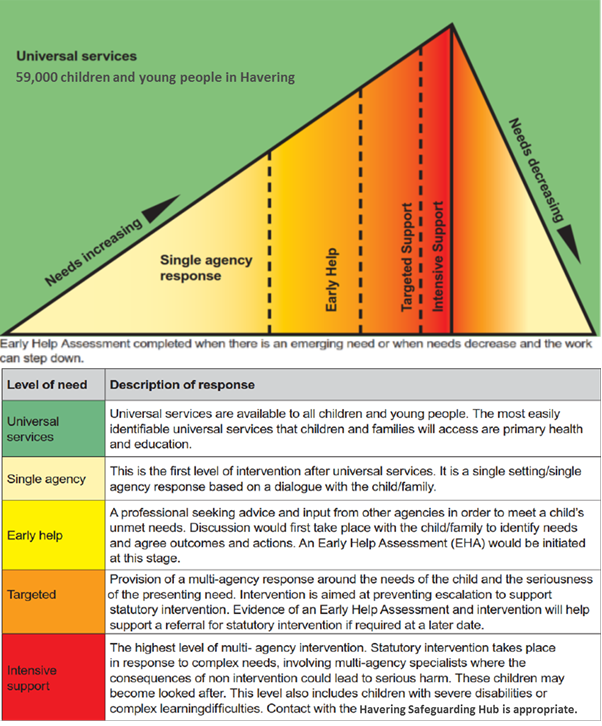 Universal services
59,000 children and young people in Havering
Needs increasing
Single agency
response
Early Help
Targeted Support
Intensive Support
Needs decreasing
Early Help Assessment completed when there is an emerging need or when needs decrease and the work
can step down.
Level of need
Description of response
Universal
services
Universal services are available to all children and young people. The most easily
identifiable universal services that children and families will access are primary health
and education.
Single agency
This is the first level of intervention after universal services. It is a single setting/single
agency response based on a dialogue with the child/family.
Early help
A professional seeking advice and input from other agencies in order to meet a child's
unmet needs. Discussion would first take place with the child/family to identify needs
and agree outcomes and actions. An Early Help Assessment (EHA) would be initiated
at this stage.
Targeted
Provision of a multi-agency response around the needs of the child and the seriousness
of the presenting need. Intervention is aimed at preventing escalation to support
statutory intervention. Evidence of an Early Help Assessment and intervention will help
support a referral for statutory intervention if required at a later date.
Intensive
support
The highest level of multi- agency intervention. Statutory intervention takes place
in response to complex needs, involving multi-agency specialists where the
consequences of non intervention could lead to serious harm. These children may
become looked after. This level also includes children with severe disabilities or
complex learningdifficulties. Contact with the Havering Safeguarding Hub is appropriate.